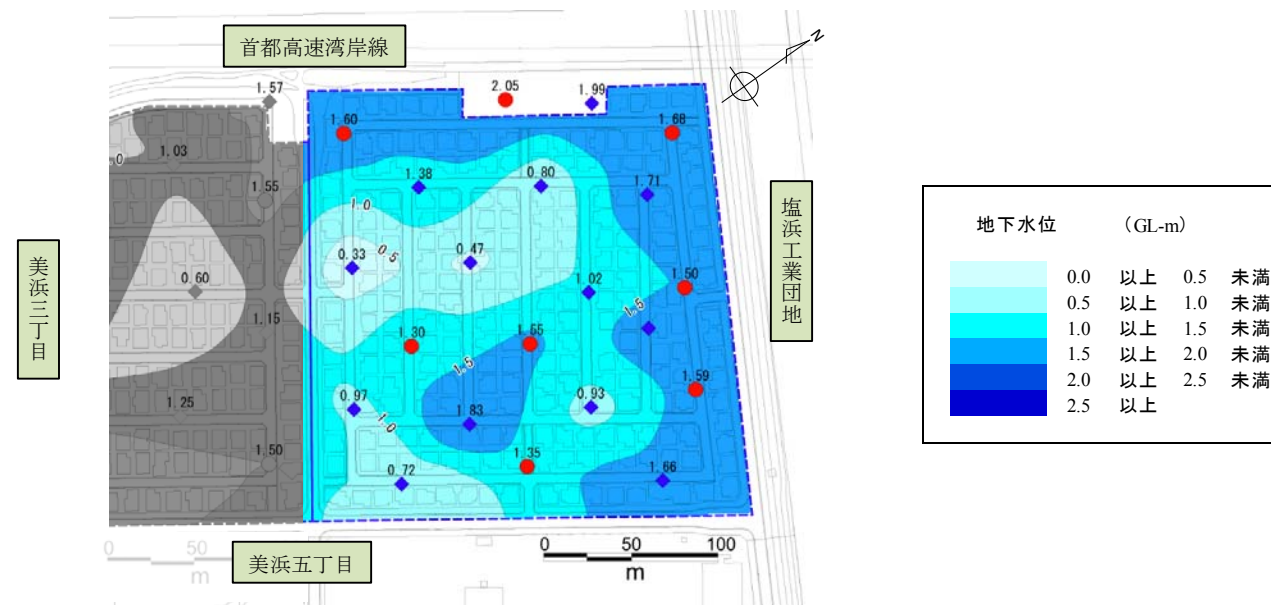 首都高速湾岸線
N
1.57
2.05
1.99
1.60
1.68
1.03
.0
1.38
0.80
1.71
1.55
1.0
塩浜工業団地
美浜三丁目
0.33
0.5
0.47
0.60
1.02
1.50
1.15
1.5
1.30
1.55
1.5
1.59
0.97
0.93
1.25
1.0
1.83
1.50
1.35
0.72
1.66
0 50
m
美浜五丁目
0 50 100
m
地下水位 (GL-m)
0.0 以上 0.5 未満
0.5 以上 1.0 未満
1.0 以上 1.5 未満
1.5 以上 2.0 未満
2.0 以上 2.5 未満
2.5 以上